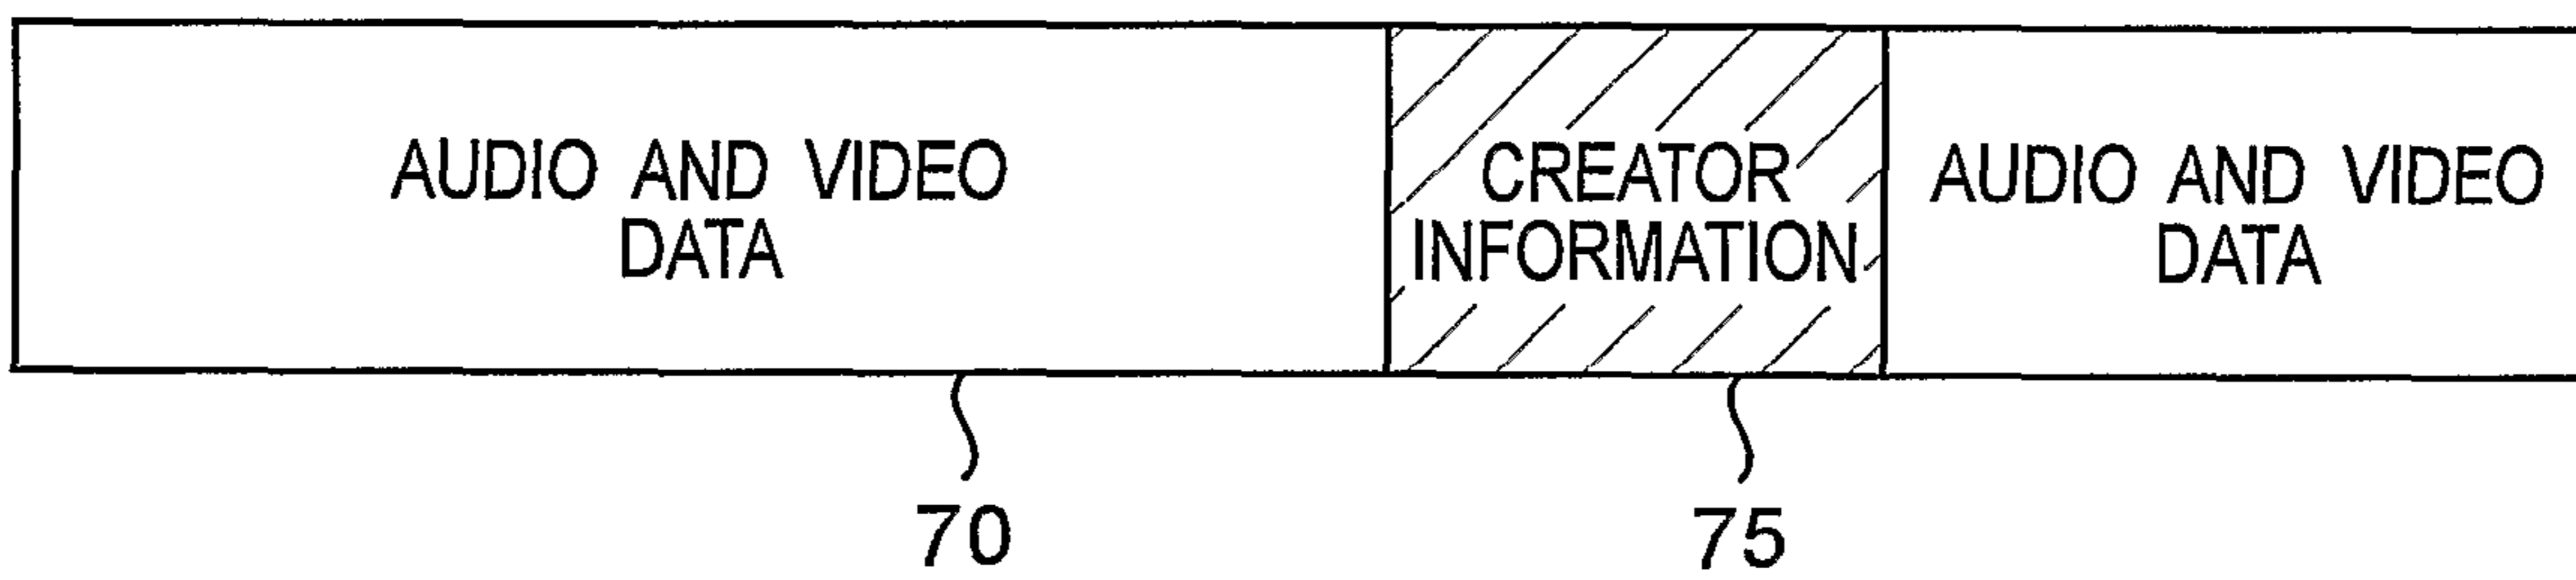 AUDIO AND VIDEO
DATA
CREATOR
INFORMATION
AUDIO AND VIDEO
DATA
70
75